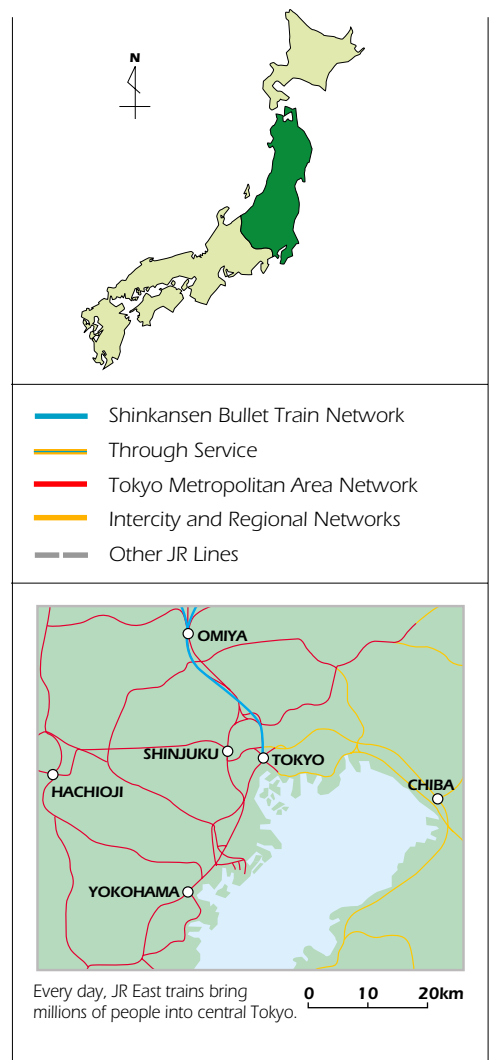 N
Shinkansen Bullet Train Network
Through Service
Tokyo Metropolitan Area Network
Intercity and Regional Networks
Other JR Lines
OMIYA
SHINJUKU
TOKYO
HACHIOJI
CHIBA
YOKOHAMA
Every day, JR East trains bring
millions of people into central Tokyo.
0 10 20km